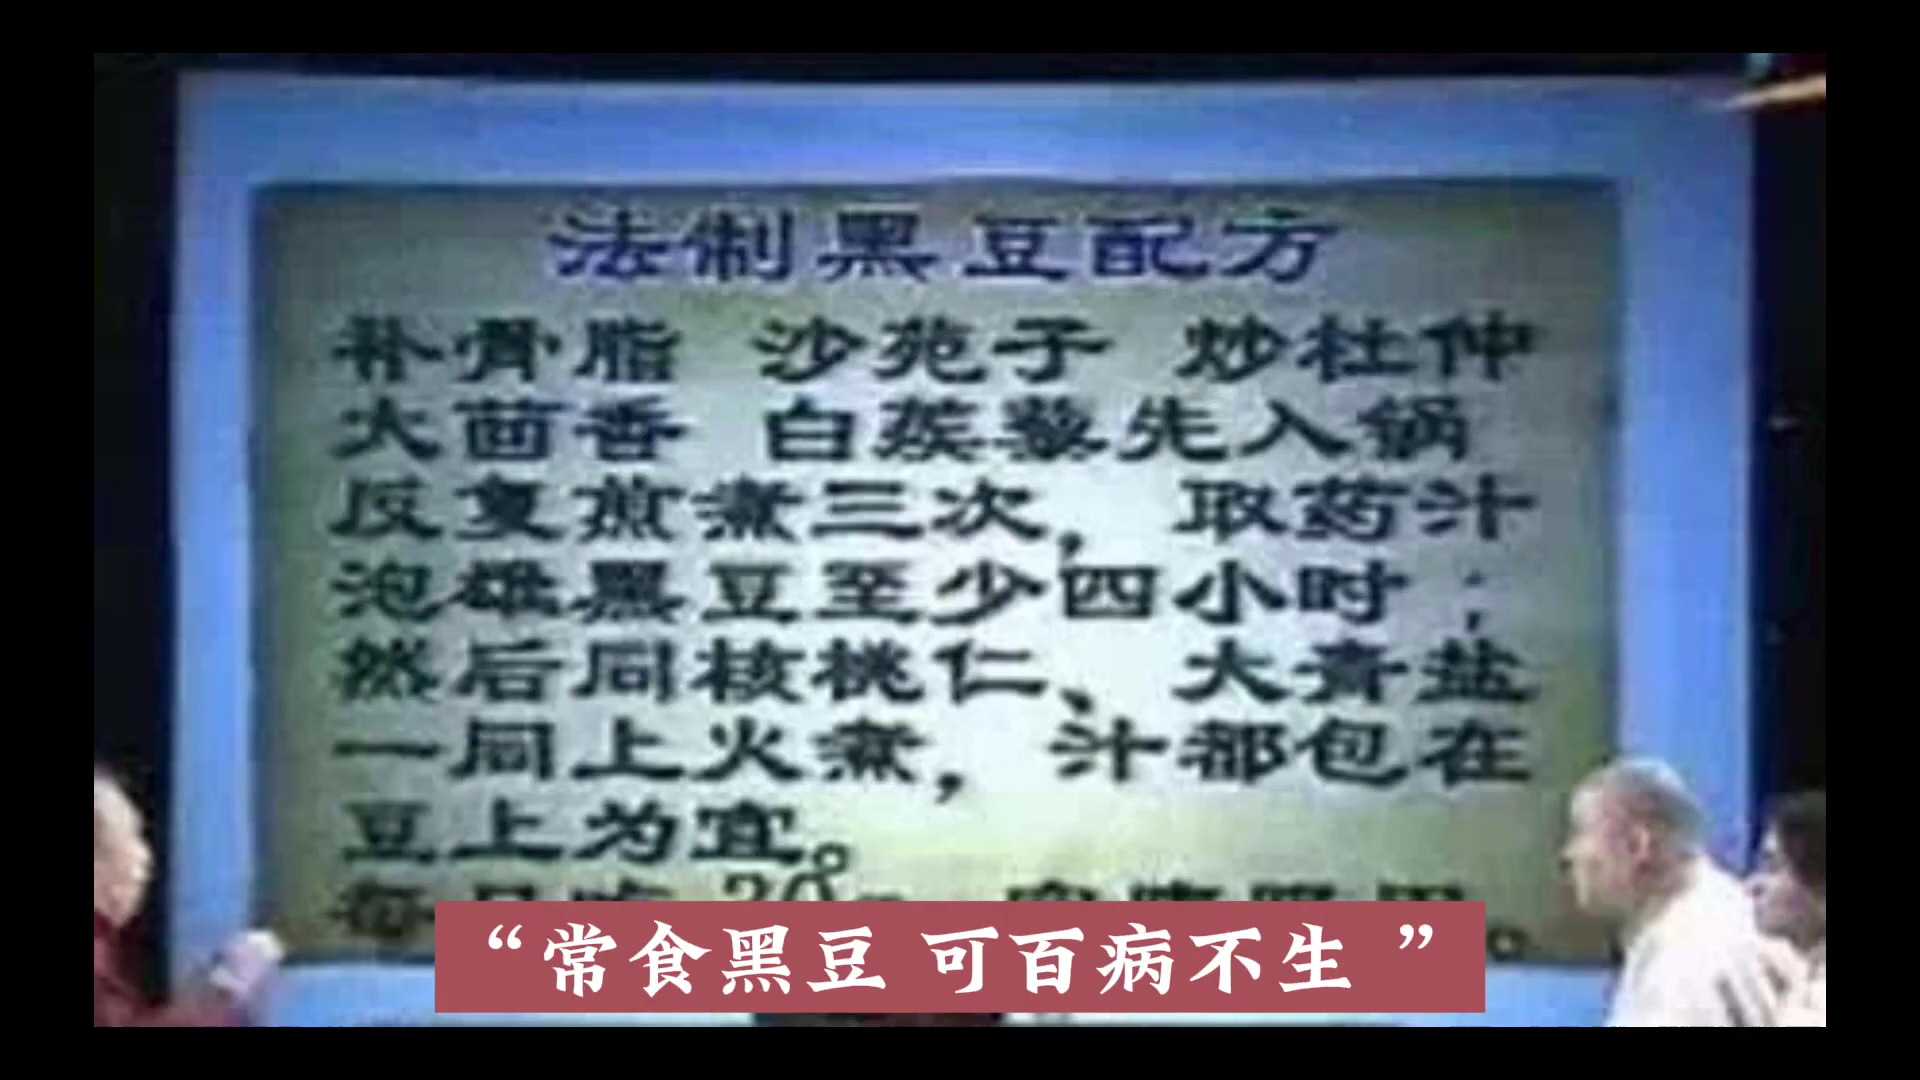 法制黑豆配方
补骨脂 沙苑子 炒杜仲
大茴香 白蒺藜先入锅
反复煎煮三次，取药汁
泡雄黑豆至少四小时；
然后同核桃仁、大青盐
一同上火煮，汁都包在
豆上为宜。
“常食黑豆 可百病不生 ”